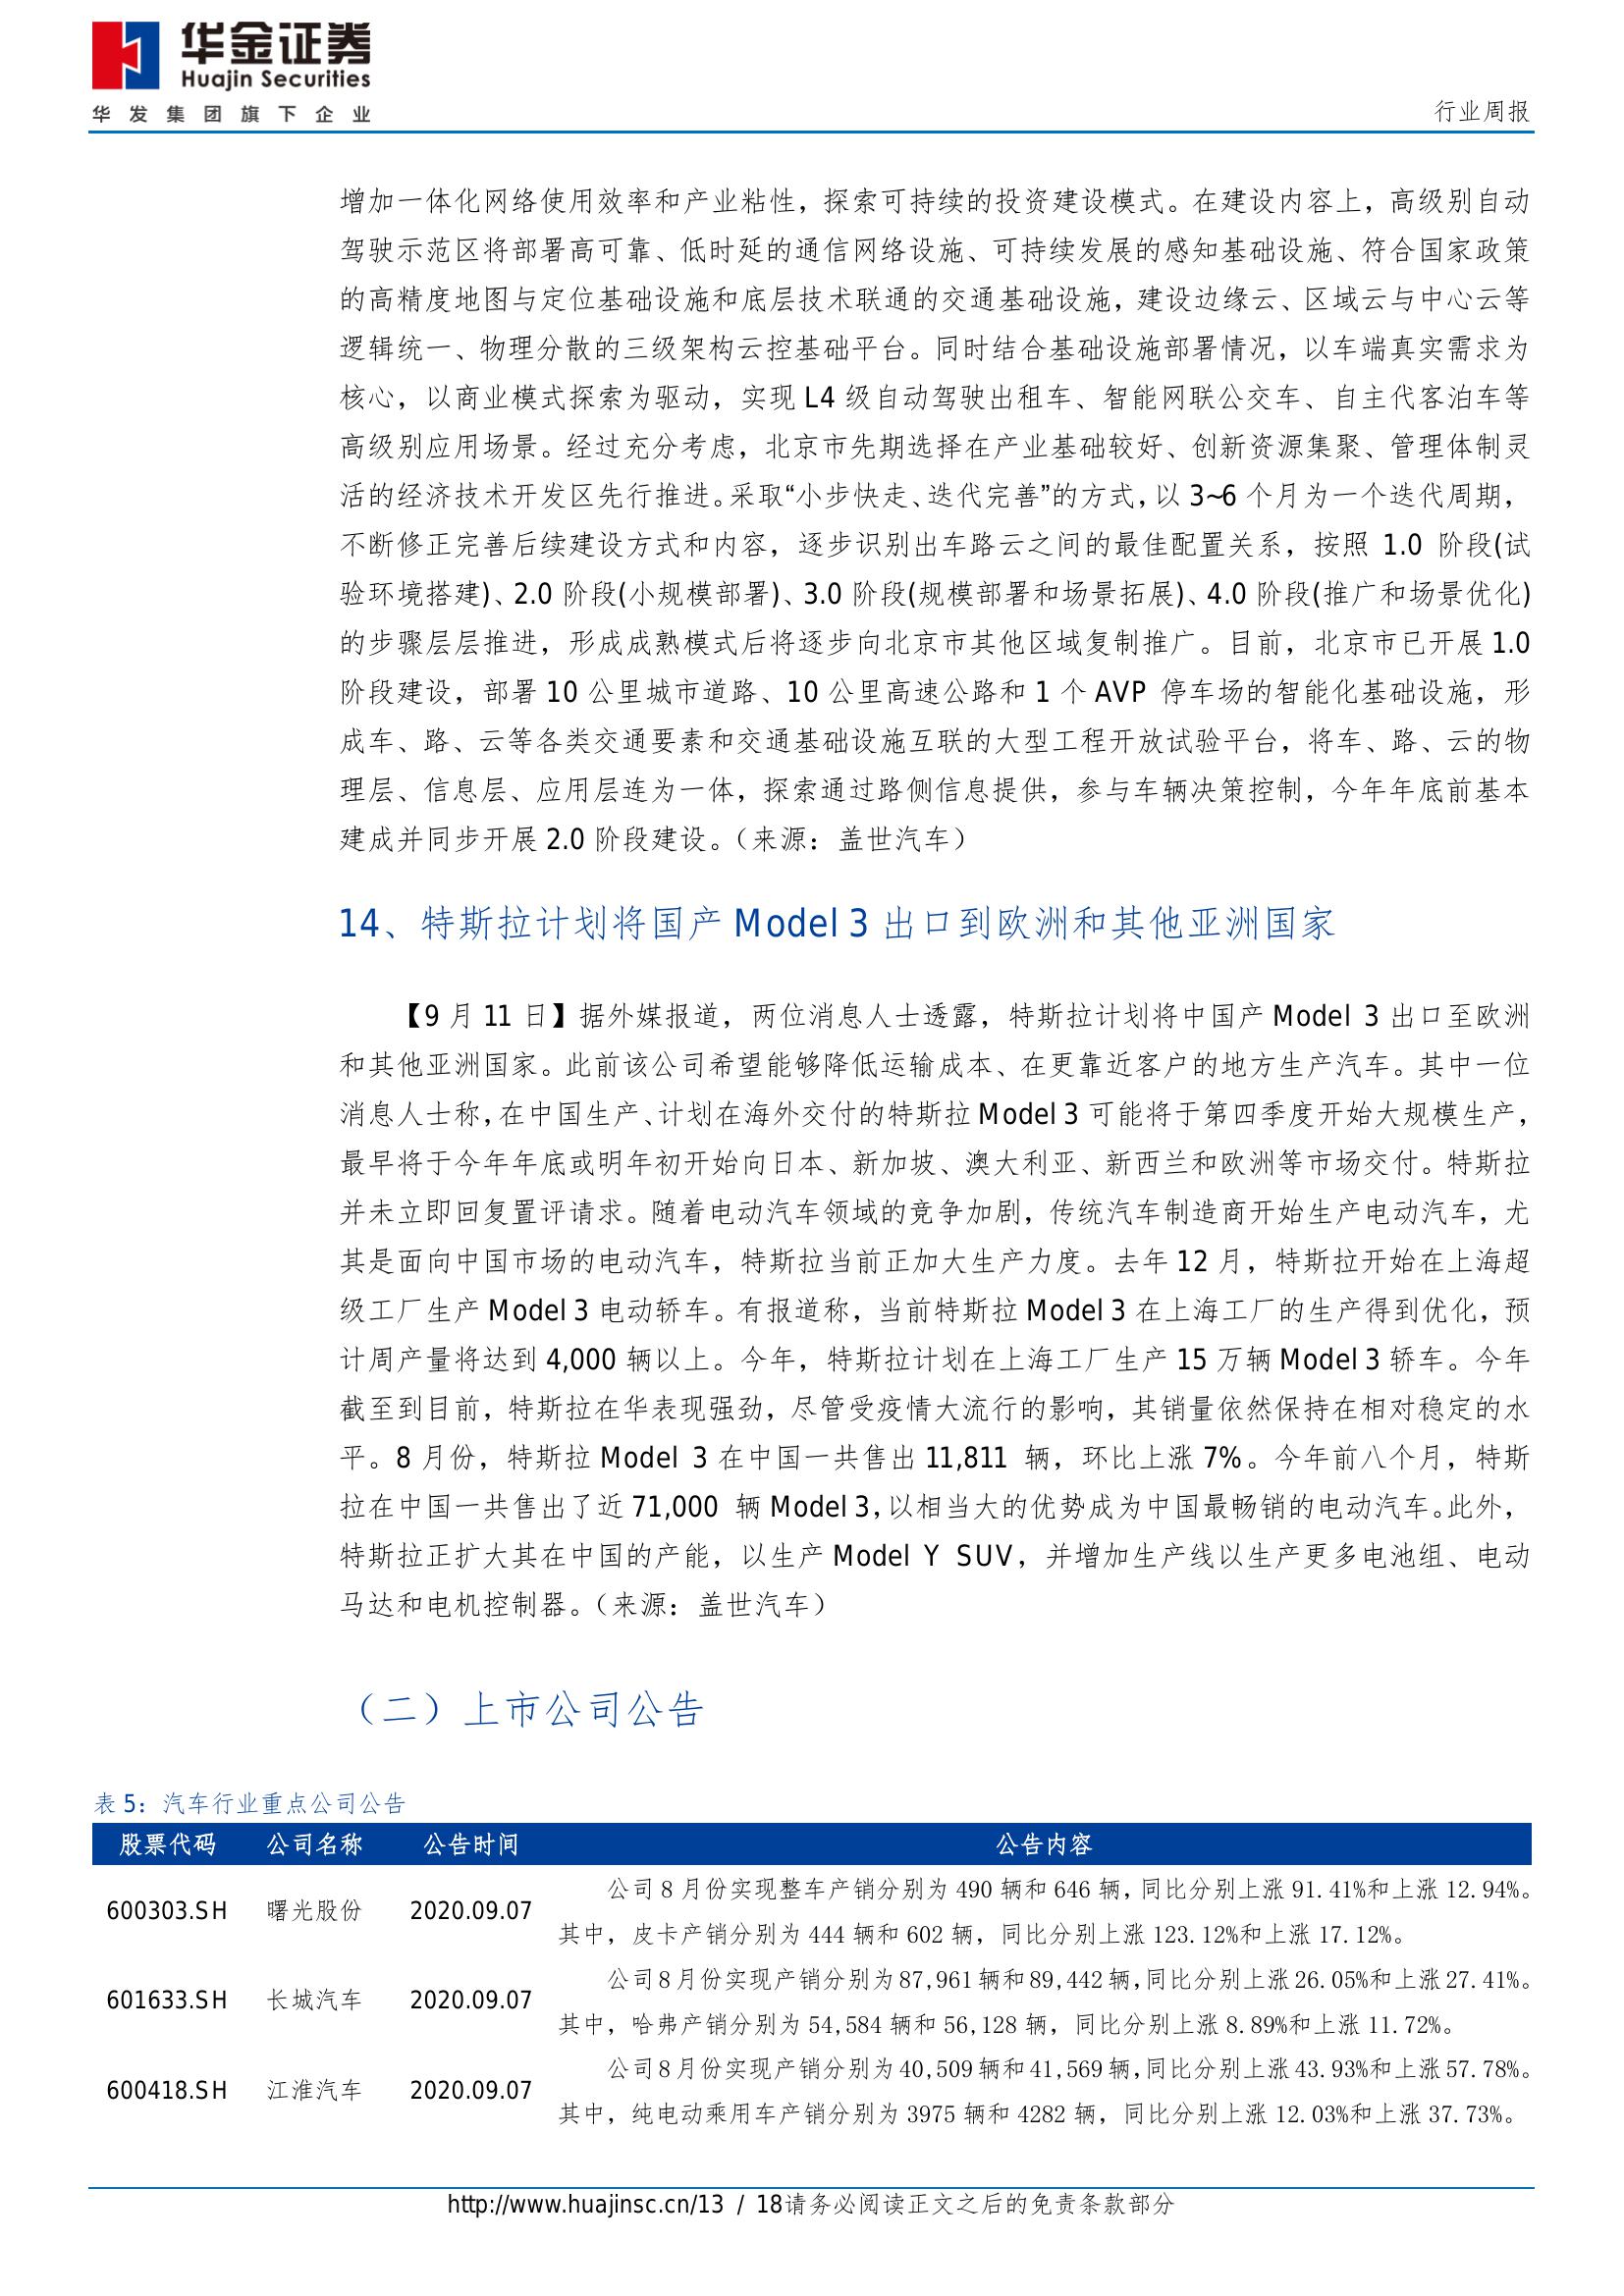 华金证券
Huajin Securities
华发集团旗下企业
行业周报
增加一体化网络使用效率和产业粘性，探索可持续的投资建设模式。在建设内容上，高级别自动
驾驶示范区将部署高可靠、低时延的通信网络设施、可持续发展的感知基础设施、符合国家政策
的高精度地图与定位基础设施和底层技术联通的交通基础设施，建设边缘云、区域云与中心云等
逻辑统一、物理分散的三级架构云控基础平台。同时结合基础设施部署情况，以车端真实需求为
核心，以商业模式探索为驱动，实现 L4 级自动驾驶出租车、智能网联公交车、自主代客泊车等
高级别应用场景。经过充分考虑，北京市先期选择在产业基础较好、创新资源集聚、管理体制灵
活的经济技术开发区先行推进。采取“小步快走、迭代完善”的方式，以 3~6 个月为一个迭代周期，
不断修正完善后续建设方式和内容，逐步识别出车路云之间的最佳配置关系，按照 1.0 阶段(试
验环境搭建)、2.0 阶段(小规模部署)、3.0 阶段(规模部署和场景拓展)、4.0 阶段(推广和场景优化)
的步骤层层推进，形成成熟模式后将逐步向北京市其他区域复制推广。目前，北京市已开展 1.0
阶段建设，部署 10 公里城市道路、10 公里高速公路和 1 个 AVP 停车场的智能化基础设施，形
成车、路、云等各类交通要素和交通基础设施互联的大型工程开放试验平台，将车、路、云的物
理层、信息层、应用层连为一体，探索通过路侧信息提供，参与车辆决策控制，今年年底前基本
建成并同步开展 2.0 阶段建设。（来源：盖世汽车）
14、特斯拉计划将国产 Model 3 出口到欧洲和其他亚洲国家
【9 月 11 日】据外媒报道，两位消息人士透露，特斯拉计划将中国产 Model 3 出口至欧洲
和其他亚洲国家。此前该公司希望能够降低运输成本、在更靠近客户的地方生产汽车。其中一位
消息人士称，在中国生产、计划在海外交付的特斯拉 Model 3 可能将于第四季度开始大规模生产，
最早将于今年年底或明年初开始向日本、新加坡、澳大利亚、新西兰和欧洲等市场交付。特斯拉
并未立即回复置评请求。随着电动汽车领域的竞争加剧，传统汽车制造商开始生产电动汽车，尤
其是面向中国市场的电动汽车，特斯拉当前正加大生产力度。去年 12 月，特斯拉开始在上海超
级工厂生产 Model 3 电动轿车。有报道称，当前特斯拉 Model 3 在上海工厂的生产得到优化，预
计周产量将达到 4,000 辆以上。今年，特斯拉计划在上海工厂生产 15 万辆 Model 3 轿车。今年
截至到目前，特斯拉在华表现强劲，尽管受疫情大流行的影响，其销量依然保持在相对稳定的水
平。8 月份，特斯拉 Model 3 在中国一共售出 11,811 辆，环比上涨 7%。今年前八个月，特斯
拉在中国一共售出了近 71,000 辆 Model 3，以相当大的优势成为中国最畅销的电动汽车。此外，
特斯拉正扩大其在中国的产能，以生产 Model Y SUV，并增加生产线以生产更多电池组、电动
马达和电机控制器。（来源：盖世汽车）
（二）上市公司公告
表 5：汽车行业重点公司公告
股票代码 公司名称 公告时间 公告内容
公司 8 月份实现整车产销分别为 490 辆和 646 辆，同比分别上涨 91.41%和上涨 12.94%。
600303.SH 曙光股份 2020.09.07
其中，皮卡产销分别为 444 辆和 602 辆，同比分别上涨 123.12%和上涨 17.12%。
公司 8 月份实现产销分别为 87,961 辆和 89,442 辆，同比分别上涨 26.05%和上涨 27.41%。
601633.SH 长城汽车 2020.09.07
其中，哈弗产销分别为 54,584 辆和 56,128 辆，同比分别上涨 8.89%和上涨 11.72%。
公司 8 月份实现产销分别为 40,509 辆和 41,569 辆，同比分别上涨 43.93%和上涨 57.78%。
600418.SH 江淮汽车 2020.09.07
其中，纯电动乘用车产销分别为 3975 辆和 4282 辆，同比分别上涨 12.03%和上涨 37.73%。
http://www.huajinsc.cn/13 / 18请务必阅读正文之后的免责条款部分